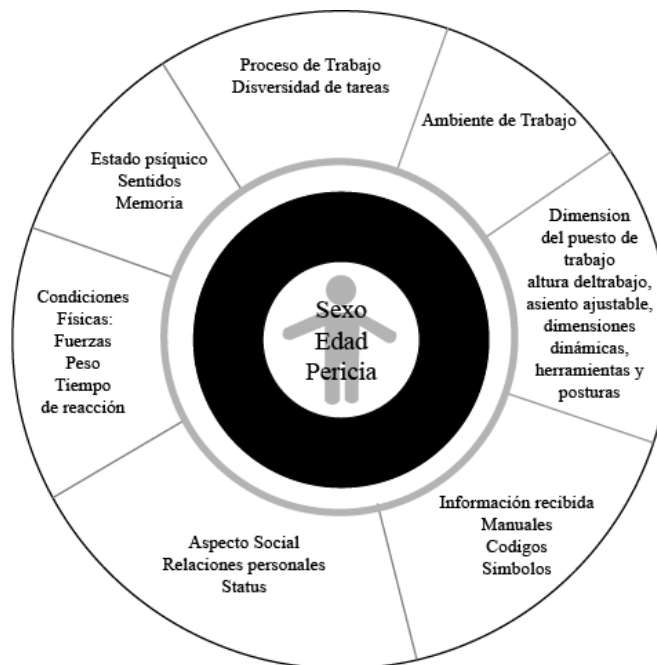 Proceso de Trabajo
Disversidad de tareas
Ambiente de Trabajo
Dimension
del puesto de
trabajo
altura deltrabajo,
asiento ajustable,
dimensiones
dinámicas,
herramientas y
posturas
Información recibida
Manuales
Codigos
Simbolos
Aspecto Social
Relaciones personales
Status
Condiciones
Físicas:
Fuerzas
Peso
Tiempo
de reacción
Estado psíquico
Sentidos
Memoria
Sexo
Edad
Pericia